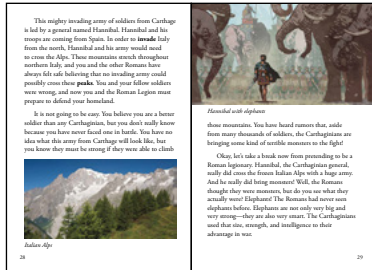 This mighty invading army of soldiers from Carthage
is led by a general named Hannibal. Hannibal and his
troops are coming from Spain. In order to invade Italy
from the north, Hannibal and his army would need
to cross the Alps. These mountains stretch throughout
northern Italy, and you and the other Romans have
always felt safe believing that no invading army could
possibly cross these peaks. You and your fellow soldiers
were wrong, and now you and the Roman Legion must
prepare to defend your homeland.
It is not going to be easy. You believe you are a better
soldier than any Carthaginian, but you don't really know
because you have never faced one in battle. You have no
idea what this army from Carthage will look like, but
you know they must be strong if they were able to climb
Italian Alps
28
Hannibal with elephants
those mountains. You have heard rumors that, aside
from many thousands of soldiers, the Carthaginians are
bringing some kind of terrible monsters to the fight!
Okay, let's take a break now from pretending to be a
Roman legionary. Hannibal, the Carthaginian general,
really did cross the frozen Italian Alps with a huge army.
And he really did bring monsters! Well, the Romans
thought they were monsters, but do you see what they
actually were? Elephants! The Romans had never seen
elephants before. Elephants are not only very big and
very strong—they are also very smart. The Carthaginians
used that size, strength, and intelligence to their
advantage in war.
29